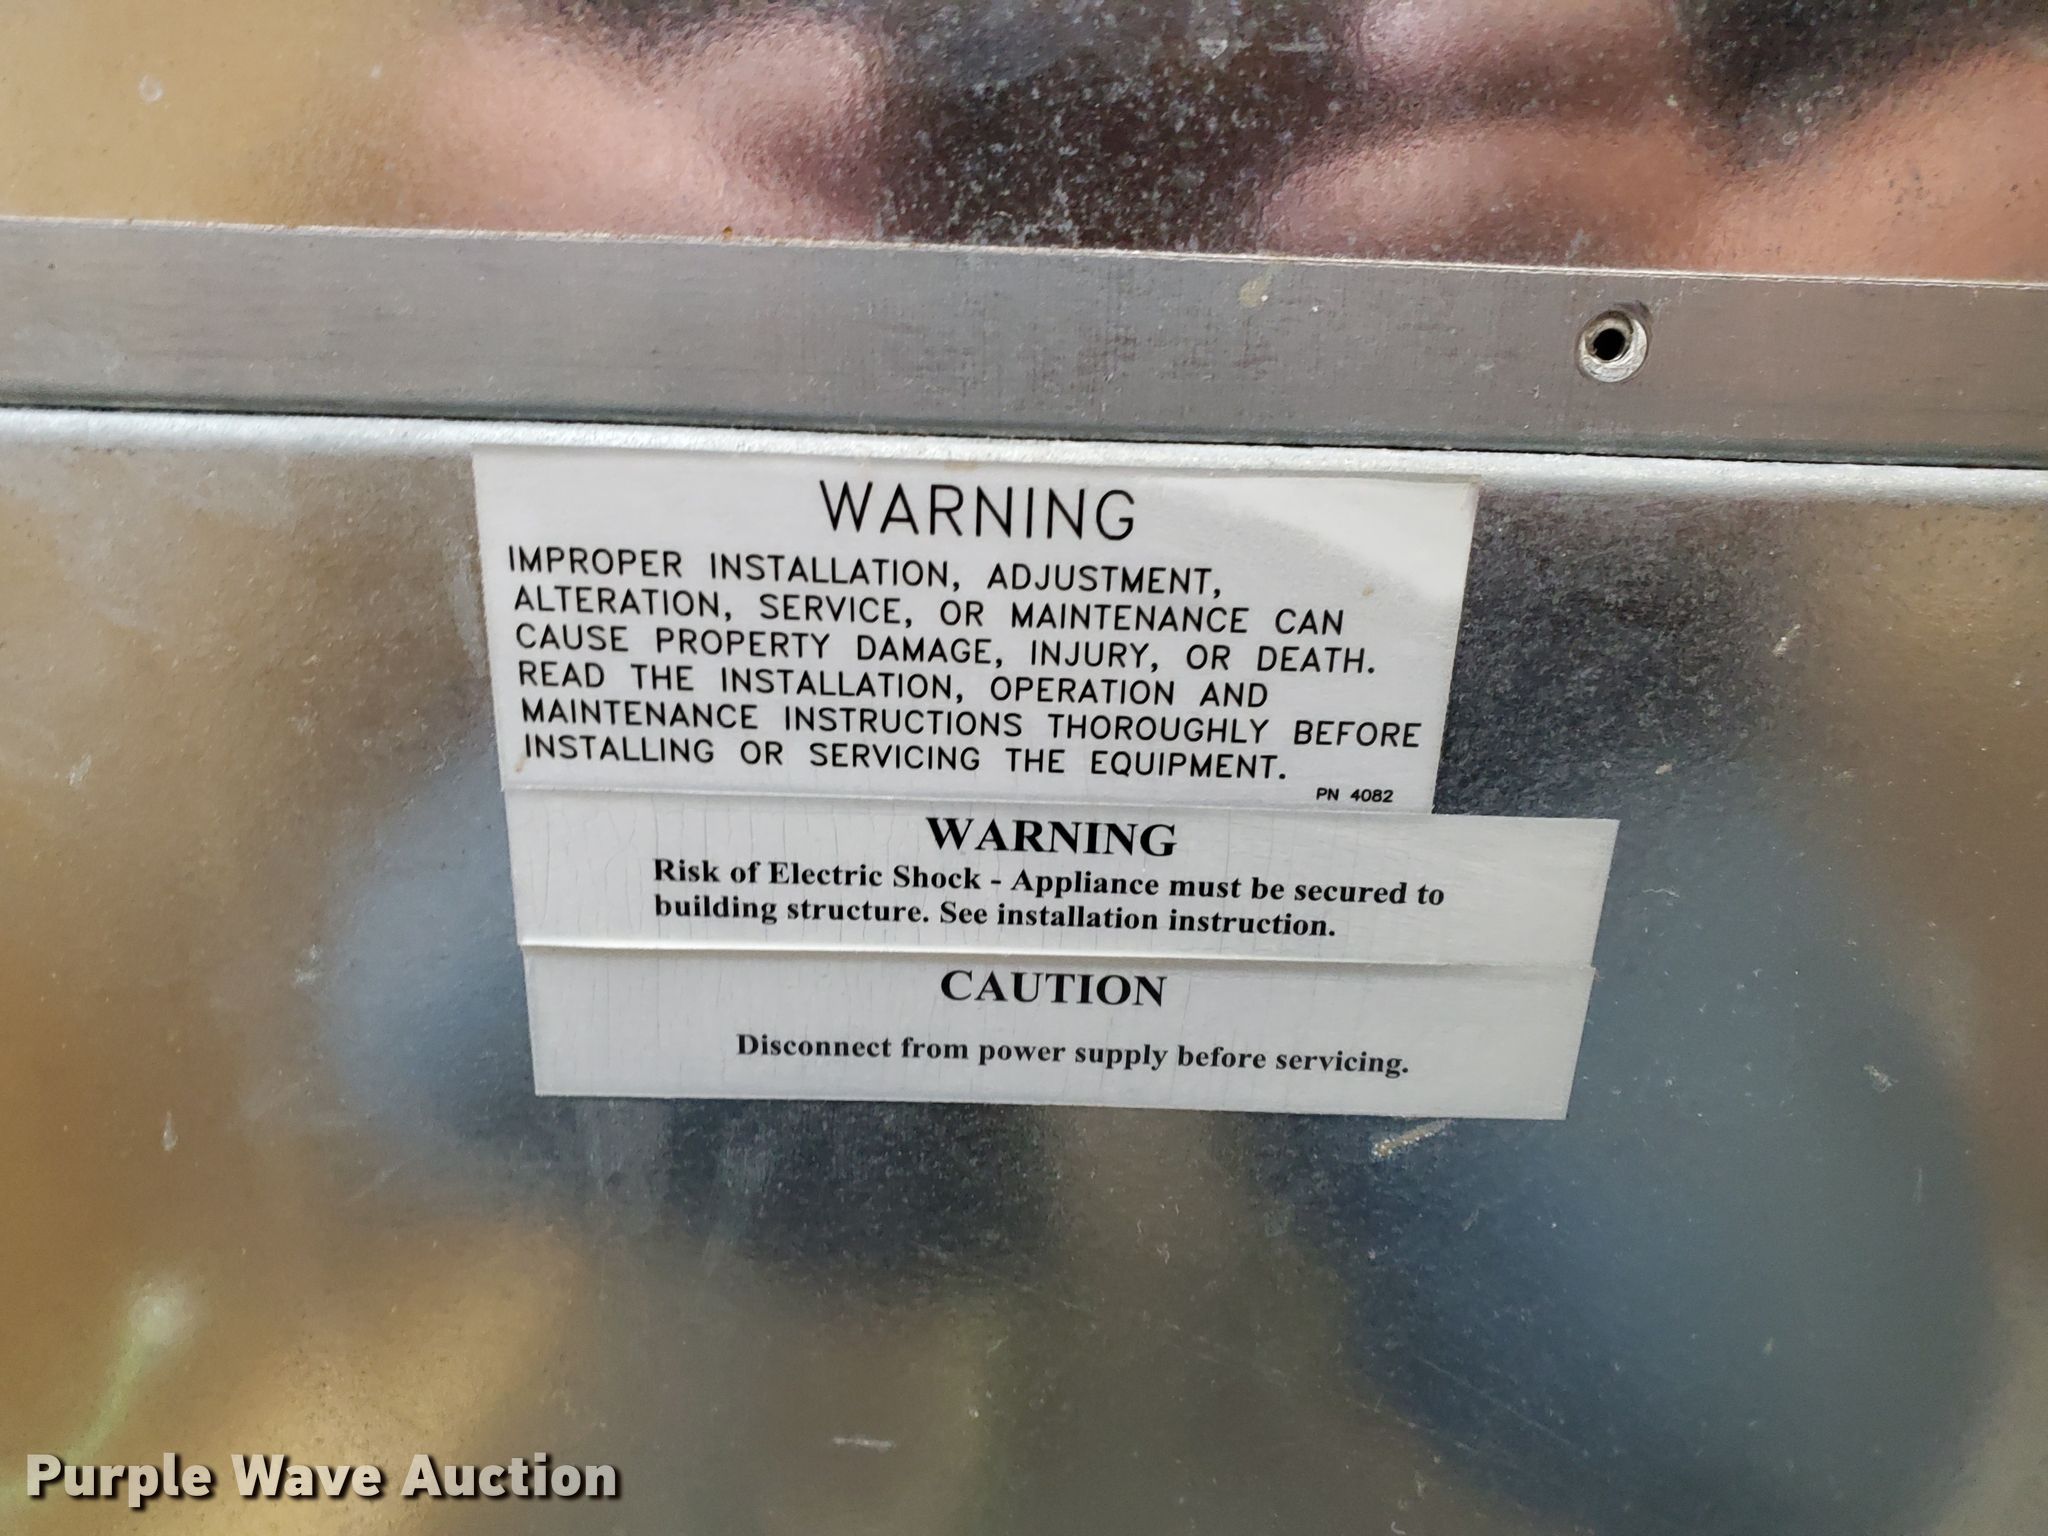 WARNING
IMPROPER INSTALLATION, ADJUSTMENT,
ALTERATION, SERVICE, OR MAINTENANCE CAN
CAUSE PROPERTY DAMAGE, INJURY, OR DEATH.
READ THE INSTALLATION, OPERATION AND
MAINTENANCE INSTRUCTIONS THOROUGHLY BEFORE
INSTALLING OR SERVICING THE EQUIPMENT.
PN 4082
WARNING
Risk of Electric Shock - Appliance must be secured to
building structure. See installation instruction.
CAUTION
Disconnect from power supply before servicing.
Purple Wave Auction